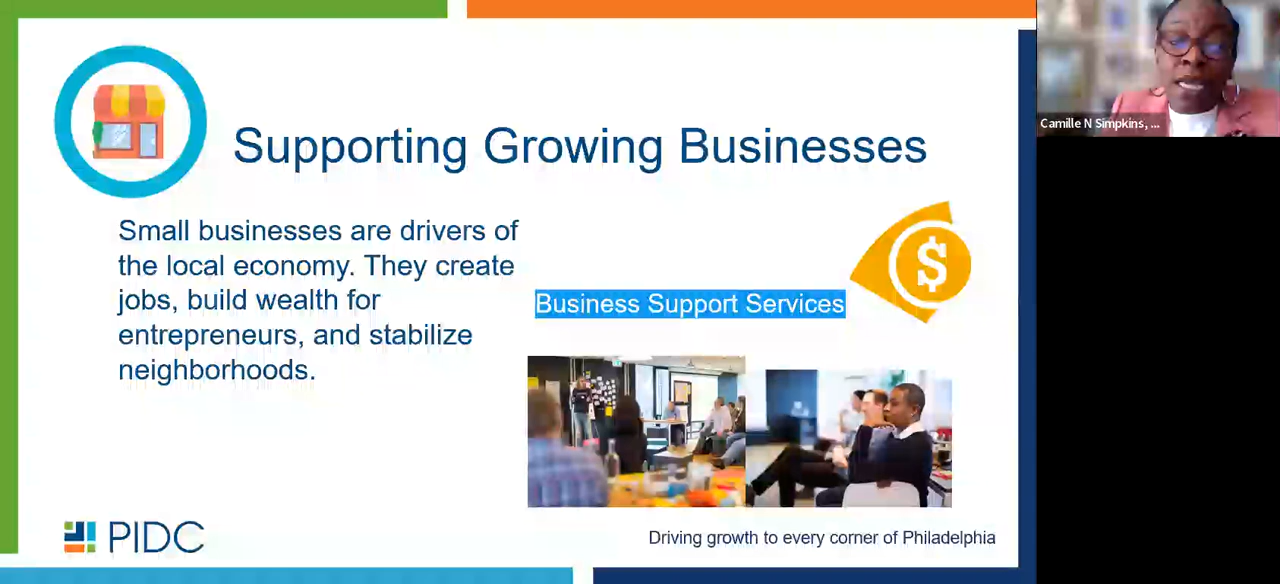 Supporting Growing Businesses
Small businesses are drivers of
the local economy. They create
jobs, build wealth for
entrepreneurs, and stabilize
neighborhoods.
Business Support Services
$
PIDC
Driving growth to every corner of Philadelphia
Camille N Simpkins, ...